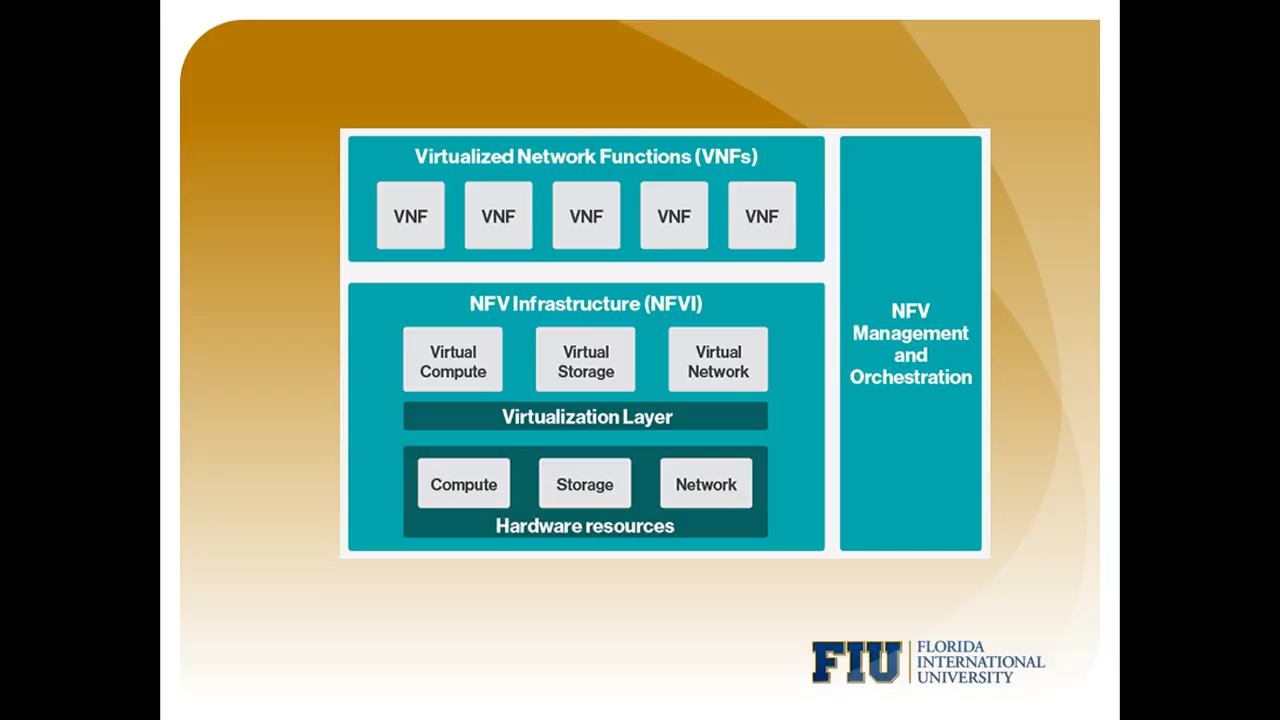 Virtualized Network Functions (VNFs)
VNF VNF VNF VNF VNF
NFV Infrastructure (NFVI)
Virtual Compute
Virtual Storage
Virtual Network
Virtualization Layer
Compute Storage Network
Hardware resources
NFV
Management
and
Orchestration
FIU
FLORIDA
INTERNATIONAL
UNIVERSITY